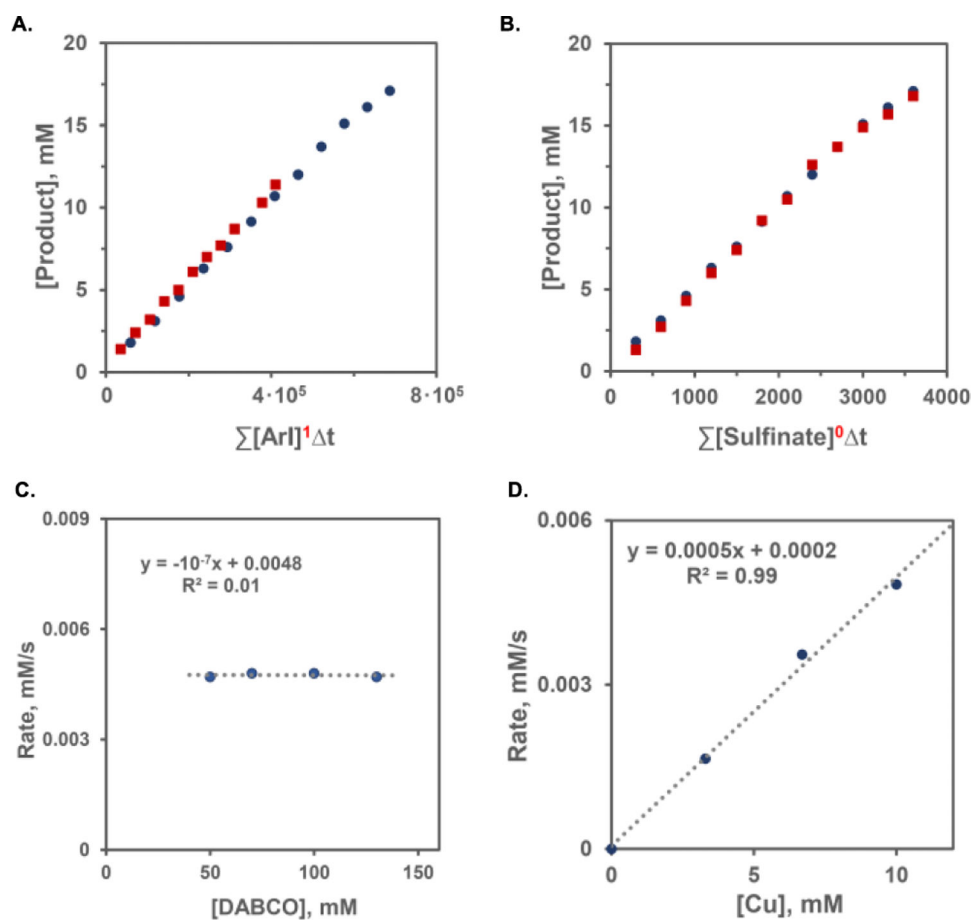 A.
20
15
10
5
0
[Product], mM
0
4·10⁵
8·10⁵
∑[ArI]¹Δt
B.
20
15
10
5
0
[Product], mM
0
1000
2000
3000
4000
∑[Sulfinate]⁰Δt
C.
0.009
0.006
0.003
0
Rate, mM/s
y = -10⁻⁷x + 0.0048
R² = 0.01
0
50
100
150
[DABCO], mM
D.
0.006
0.003
0
Rate, mM/s
y = 0.0005x + 0.0002
R² = 0.99
0
5
10
[Cu], mM